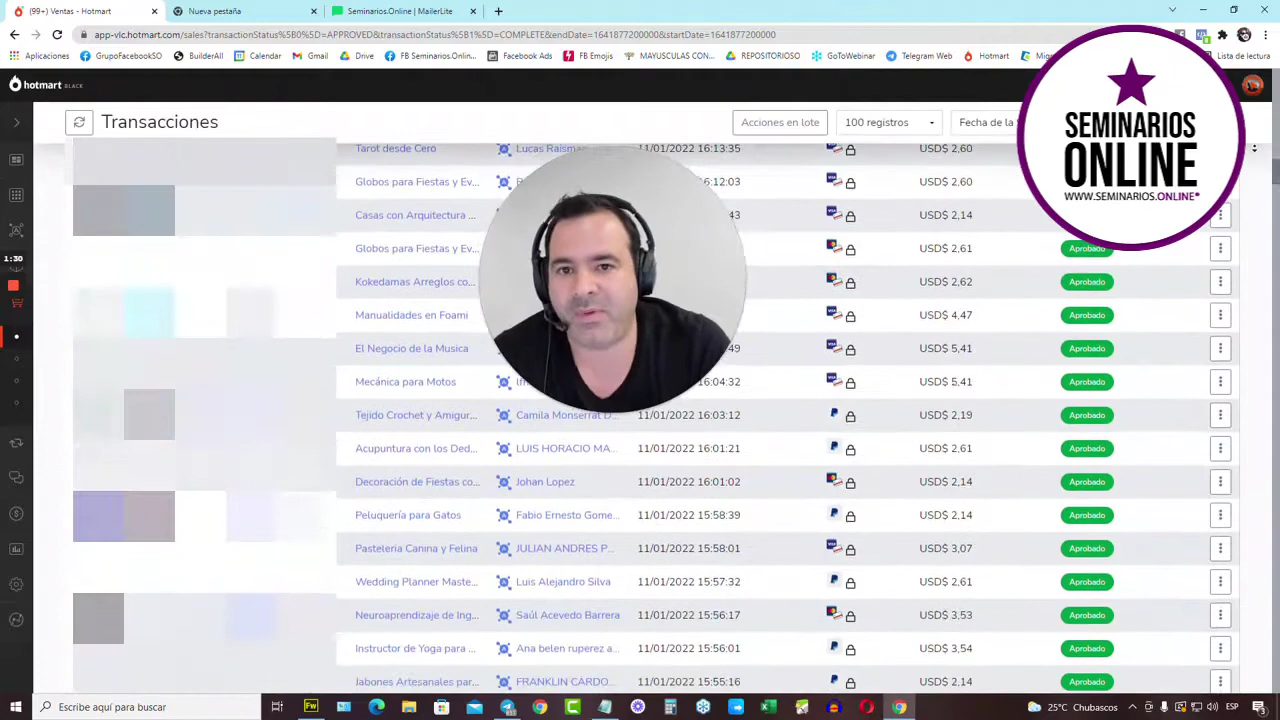 (99+) Hotmart
Nueva pestaña
Seminarios.Online | MailerLite
app-vlc.hotmart.com/sales?transactionStatus%5B0%5D=APPROVED&transactionStatus%5B1%5D=COMPLETE&endDate=1641877200000&startDate=1641877200000
Aplicaciones
GrupoFacebookSO
WeberALL
Calendar
Gmail
Drive
FB Seminarios.On...
Facebook Ads
FB Emojis
MAYUSCULAS CON...
REPOSITORIOSO
GoToWebinar
Telegram Web
Hotmart
Lista de lectura
hotmart BLACK
Transacciones
Acciones en lote
100 registros
SEMINARIOS
ONLINE
WWW.SEMINARIOS.ONLINE
Tarot desde Cero Lucas Raisman 11/01/2022 16:13:35 USD$ 2,60
Globos para Fiestas y Ev... 16:12:03 USD$ 2,60
Casas con Arquitectura ... 43 USD$ 2,14
Globos para Fiestas y Ev... USD$ 2,61 Aprobado
Kokedamas Arreglos co... USD$ 2,62 Aprobado
Manualidades en Foami USD$ 4,47 Aprobado
El Negocio de la Musica 49 USD$ 5,41 Aprobado
Mecánica para Motos 16:04:32 USD$ 5,41 Aprobado
Tejido Crochet y Amigur... Camila Monserrat D... 11/01/2022 16:03:12 USD$ 2,19 Aprobado
Acupuntura con los Ded... LUIS HORACIO MA... 11/01/2022 16:01:21 USD$ 2,61 Aprobado
Decoración de Fiestas co... Johan Lopez 11/01/2022 16:01:02 USD$ 2,14 Aprobado
Peluquería para Gatos Fabio Ernesto Gome... 11/01/2022 15:58:39 USD$ 2,14 Aprobado
Pasteleria Canina y Felina JULIAN ANDRES P... 11/01/2022 15:58:01 USD$ 3,07 Aprobado
Wedding Planner Maste... Luis Alejandro Silva 11/01/2022 15:57:32 USD$ 2,61 Aprobado
Neuroaprendizaje de Ing... Saúl Acevedo Barrera 11/01/2022 15:56:17 USD$ 3,53 Aprobado
Instructor de Yoga para ... Ana belen ruperez a... 11/01/2022 15:56:01 USD$ 3,54 Aprobado
Jabones Artesanales par... FRANKLIN CARDO... 11/01/2022 15:55:16 USD$ 2,14 Aprobado
1:30
Escribe aquí para buscar
25°C Nublado